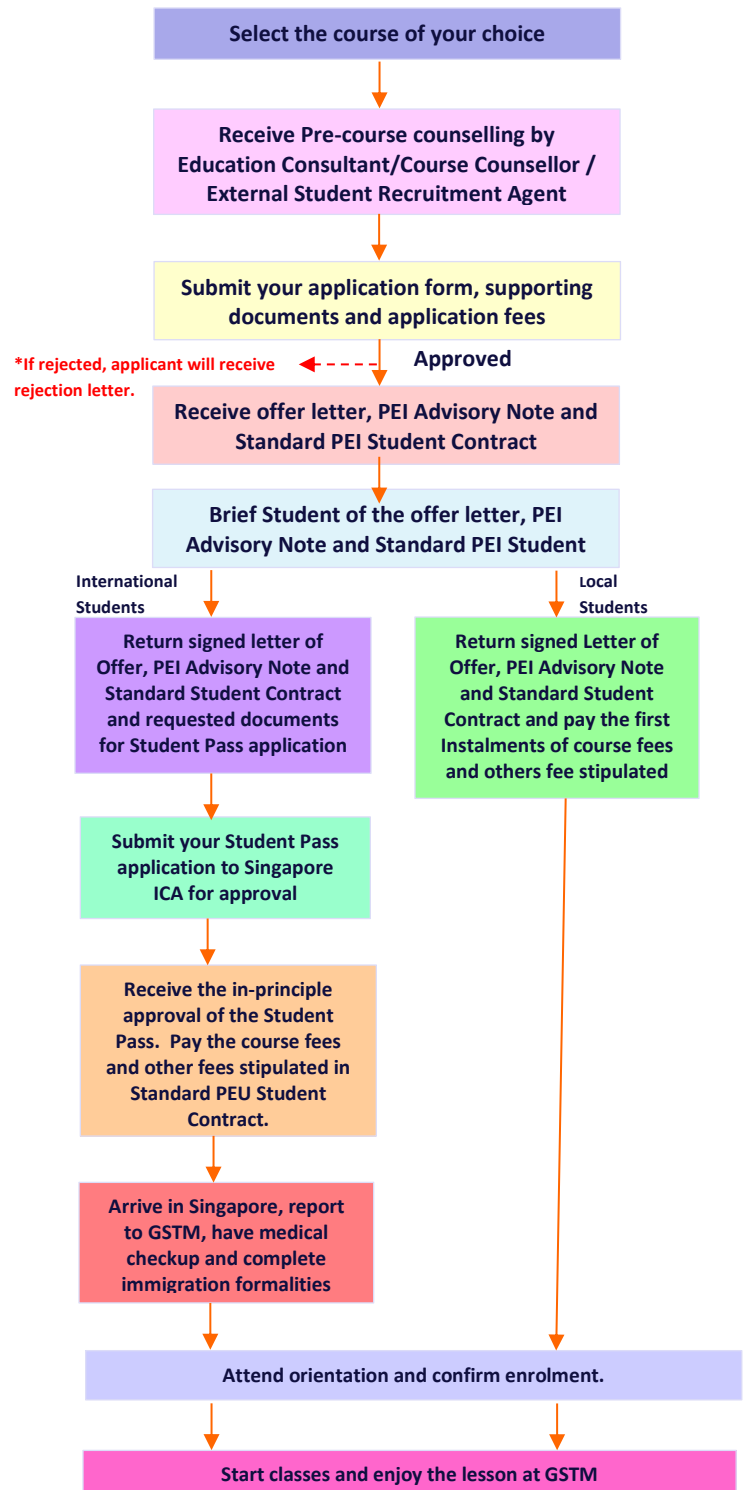 Select the course of your choice
Receive Pre-course counselling by
Education Consultant/Course Counsellor /
External Student Recruitment Agent
Submit your application form, supporting
documents and application fees
*If rejected, applicant will receive
rejection letter.
Approved
Receive offer letter, PEI Advisory Note and
Standard PEI Student Contract
Brief Student of the offer letter, PEI
Advisory Note and Standard PEI Student
International
Students
Local
Students
Return signed letter of
Offer, PEI Advisory Note and
Standard Student Contract
and requested documents
for Student Pass application
Return signed Letter of
Offer, PEI Advisory Note
and Standard Student
Contract and pay the first
Instalments of course fees
and others fee stipulated
Submit your Student Pass
application to Singapore
ICA for approval
Receive the in-principle
approval of the Student
Pass.  Pay the course fees
and other fees stipulated in
Standard PEU Student
Contract.
Arrive in Singapore, report
to GSTM, have medical
checkup and complete
immigration formalities
Attend orientation and confirm enrolment.
Start classes and enjoy the lesson at GSTM